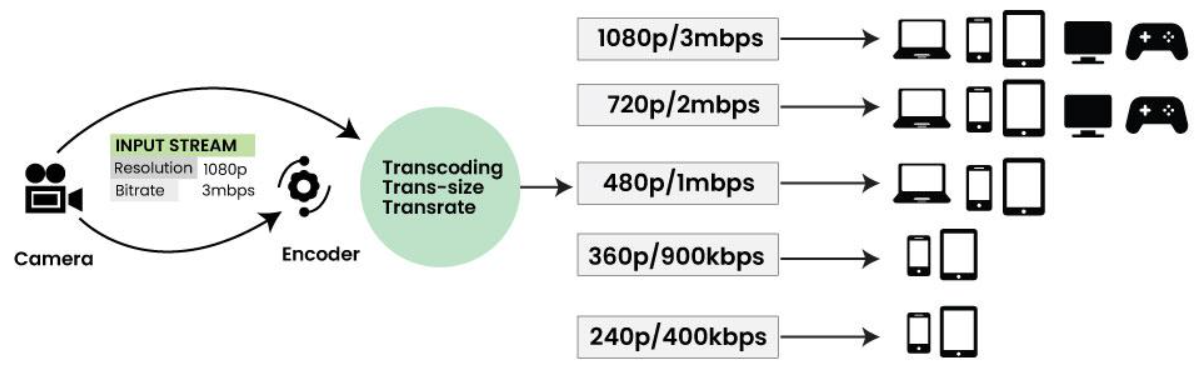 INPUT STREAM
Resolution 1080p
Bitrate 3mbps
Camera
Encoder
Transcoding
Trans-size
Transrate
1080p/3mbps
720p/2mbps
480p/1mbps
360p/900kbps
240p/400kbps